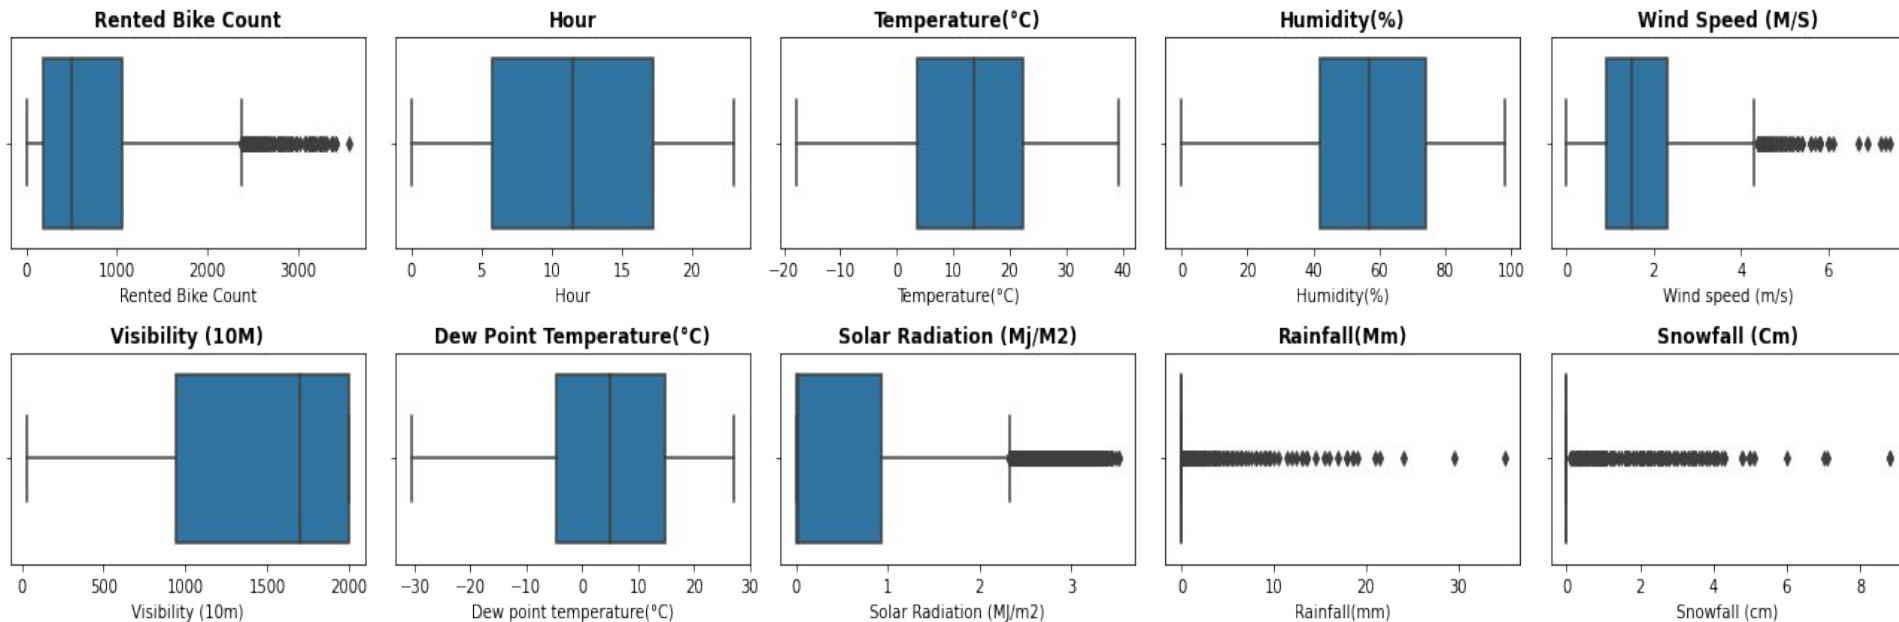 Rented Bike Count
Hour
Temperature(°C)
Humidity(%)
Wind Speed (M/S)
0 1000 2000 3000
0 5 10 15 20
−20 −10 0 10 20 30 40
0 20 40 60 80 100
0 2 4 6
Rented Bike Count
Hour
Temperature(°C)
Humidity(%)
Wind speed (m/s)
Visibility (10M)
Dew Point Temperature(°C)
Solar Radiation (Mj/M2)
Rainfall(Mm)
Snowfall (Cm)
0 500 1000 1500 2000
−30 −20 −10 0 10 20 30
0 1 2 3
0 10 20 30
0 2 4 6 8
Visibility (10m)
Dew point temperature(°C)
Solar Radiation (MJ/m2)
Rainfall(mm)
Snowfall (cm)